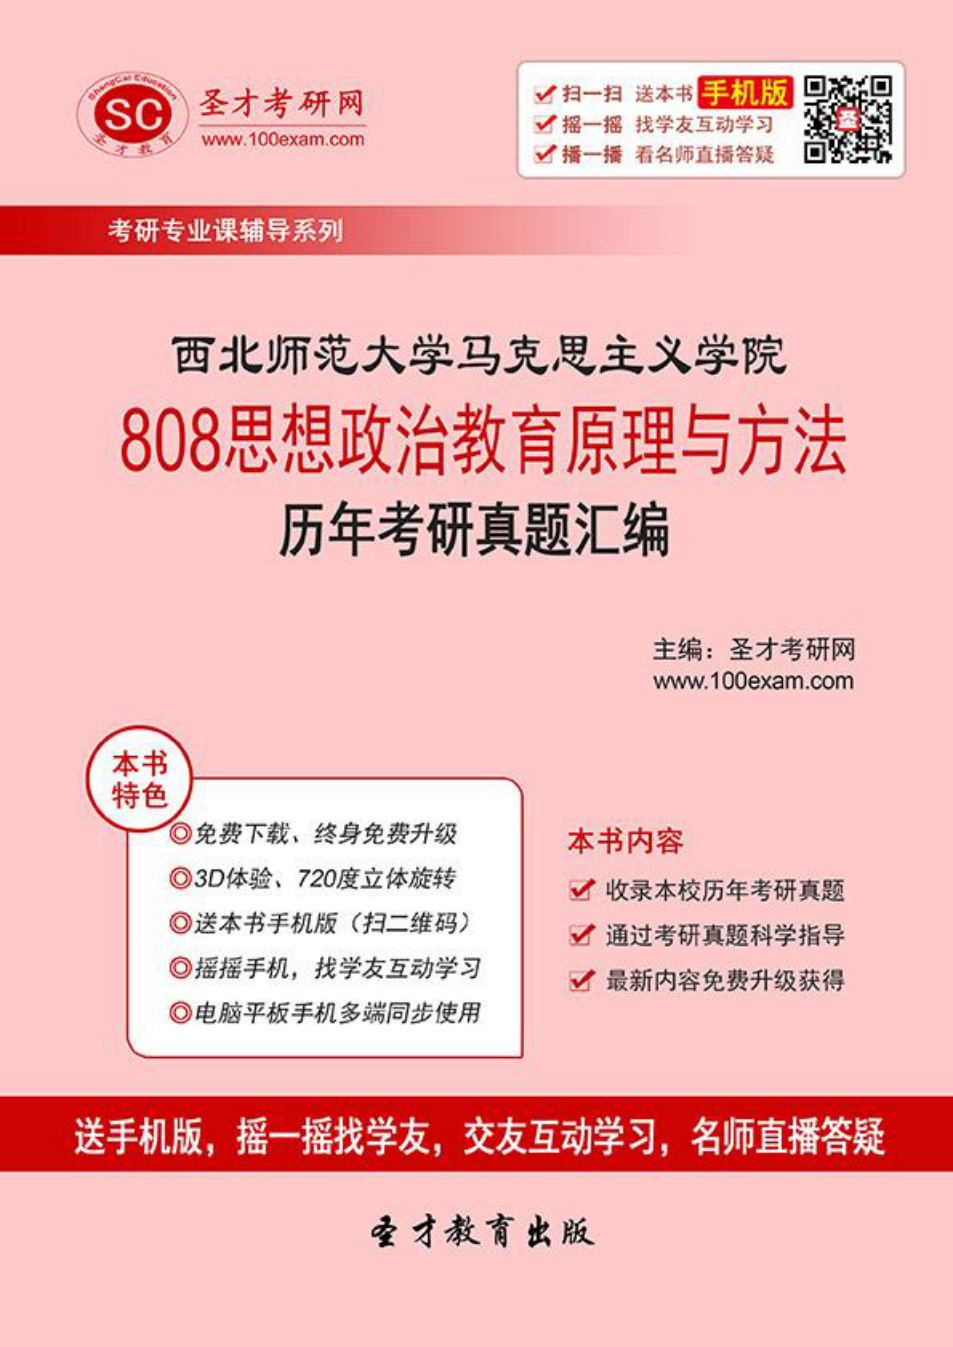 ShengCai Education
SC
圣才教育
圣才考研网
www.100exam.com
扫一扫 送本书 手机版
摇一摇 找学友互动学习
播一播 看名师直播答疑
圣
考研专业课辅导系列
西北师范大学马克思主义学院
808思想政治教育原理与方法
历年考研真题汇编
主编：圣才考研网
www.100exam.com
本书
特色
◎免费下载、终身免费升级
◎3D体验、720度立体旋转
◎送本书手机版（扫二维码）
◎摇摇手机，找学友互动学习
◎电脑平板手机多端同步使用
本书内容
收录本校历年考研真题
通过考研真题科学指导
最新内容免费升级获得
送手机版，摇一摇找学友，交友互动学习，名师直播答疑
圣才教育出版